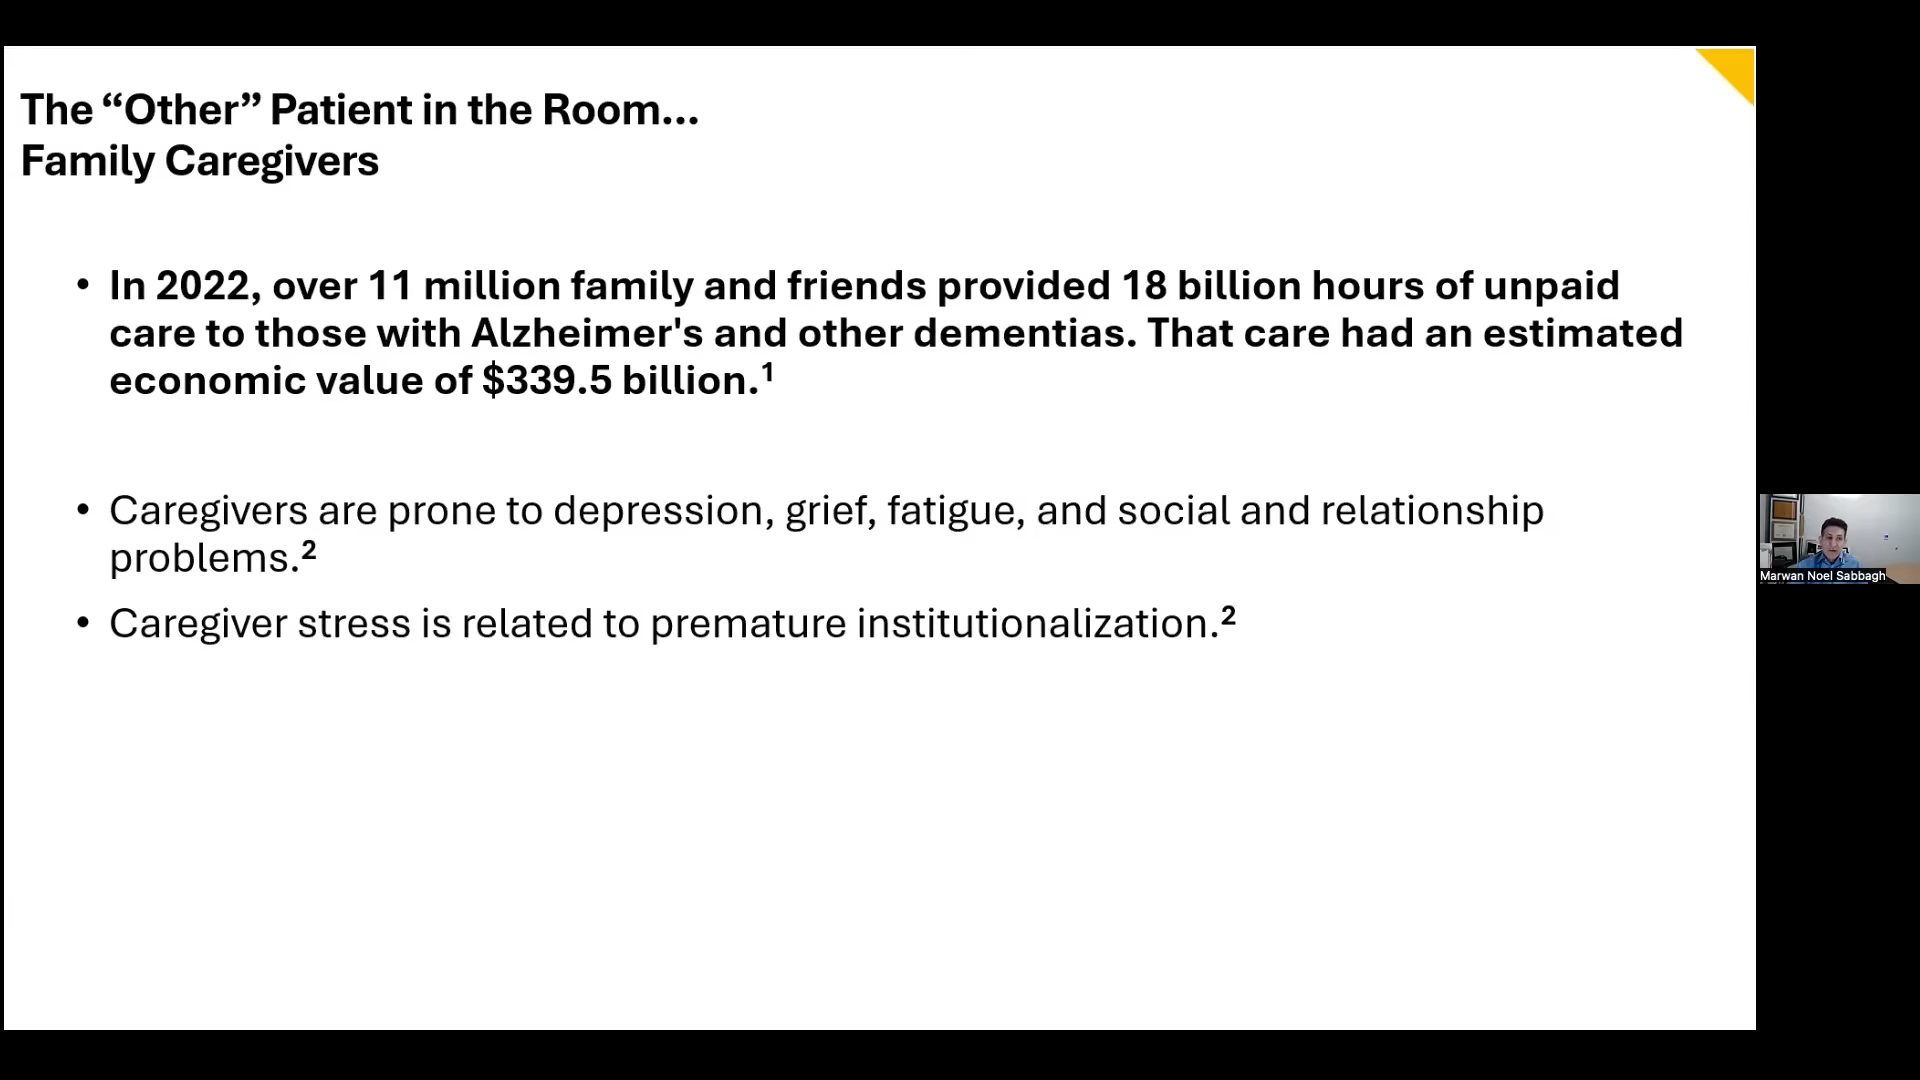 The “Other” Patient in the Room...
Family Caregivers
• In 2022, over 11 million family and friends provided 18 billion hours of unpaid
care to those with Alzheimer's and other dementias. That care had an estimated
economic value of $339.5 billion.¹
• Caregivers are prone to depression, grief, fatigue, and social and relationship
problems.²
• Caregiver stress is related to premature institutionalization.²
Marwan Noel Sabbagh